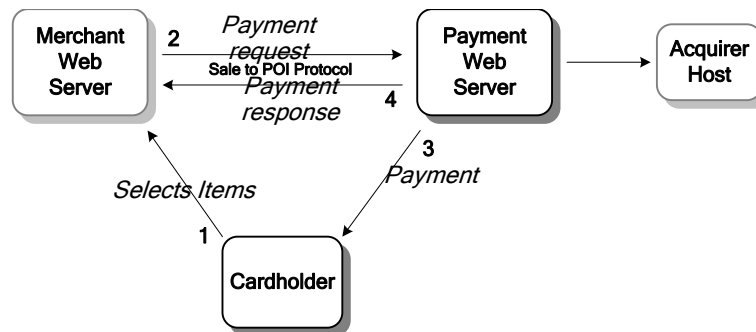 Merchant
Web
Server
2
Payment
request
Sale to POI Protocol
Payment
response
4
Payment
Web
Server
Acquirer
Host
3
Payment
Selects Items
1
Cardholder